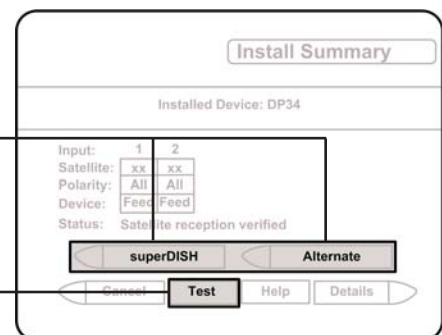 Install Summary
Installed Device: DP34
Input: 1 2
Satellite: xx xx
Polarity: All All
Device: Feed Feed
Status: Satellite reception verified
superDISH Alternate
Cancel Test Help Details